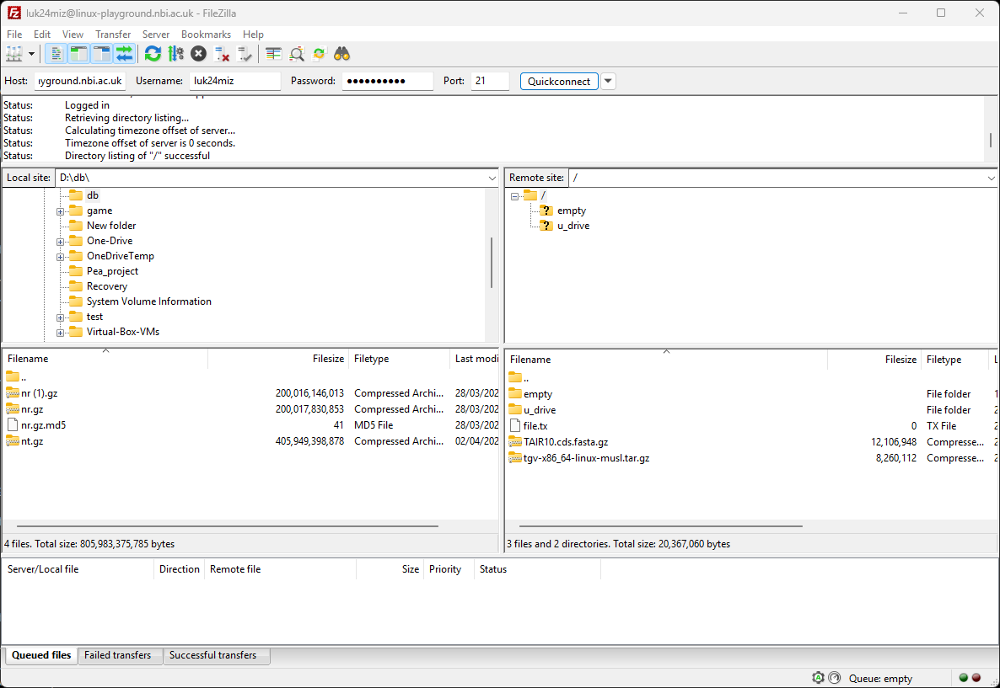 luk24miz@linux-playground.nbi.ac.uk - FileZilla
File Edit View Transfer Server Bookmarks Help
Host: yground.nbi.ac.uk Username: luk24miz Password: ●●●●●●●●●● Port: 21 Quickconnect
Status: Logged in
Status: Retrieving directory listing...
Status: Calculating timezone offset of server...
Status: Timezone offset of server is 0 seconds.
Status: Directory listing of "/" successful
Local site: D:\db\
db
game
New folder
One-Drive
OneDriveTemp
Pea_project
Recovery
System Volume Information
test
Virtual-Box-VMs
Remote site: /
/
? empty
? u_drive
Filename Filesize Filetype Last modi
..
nr (1).gz 200,016,146,013 Compressed Archi... 28/03/202
nr.gz 200,017,830,853 Compressed Archi... 28/03/202
nr.gz.md5 41 MD5 File 28/03/202
nt.gz 405,949,398,878 Compressed Archi... 02/04/202
4 files. Total size: 805,983,375,785 bytes
Filename Filesize Filetype L
..
empty File folder 1
u_drive File folder 2
file.tx 0 TX File 2
TAIR10.cds.fasta.gz 12,106,948 Compresse... 2
tgv-x86_64-linux-musl.tar.gz 8,260,112 Compresse... 2
3 files and 2 directories. Total size: 20,367,060 bytes
Server/Local file Direction Remote file Size Priority Status
Queued files Failed transfers Successful transfers
Queue: empty